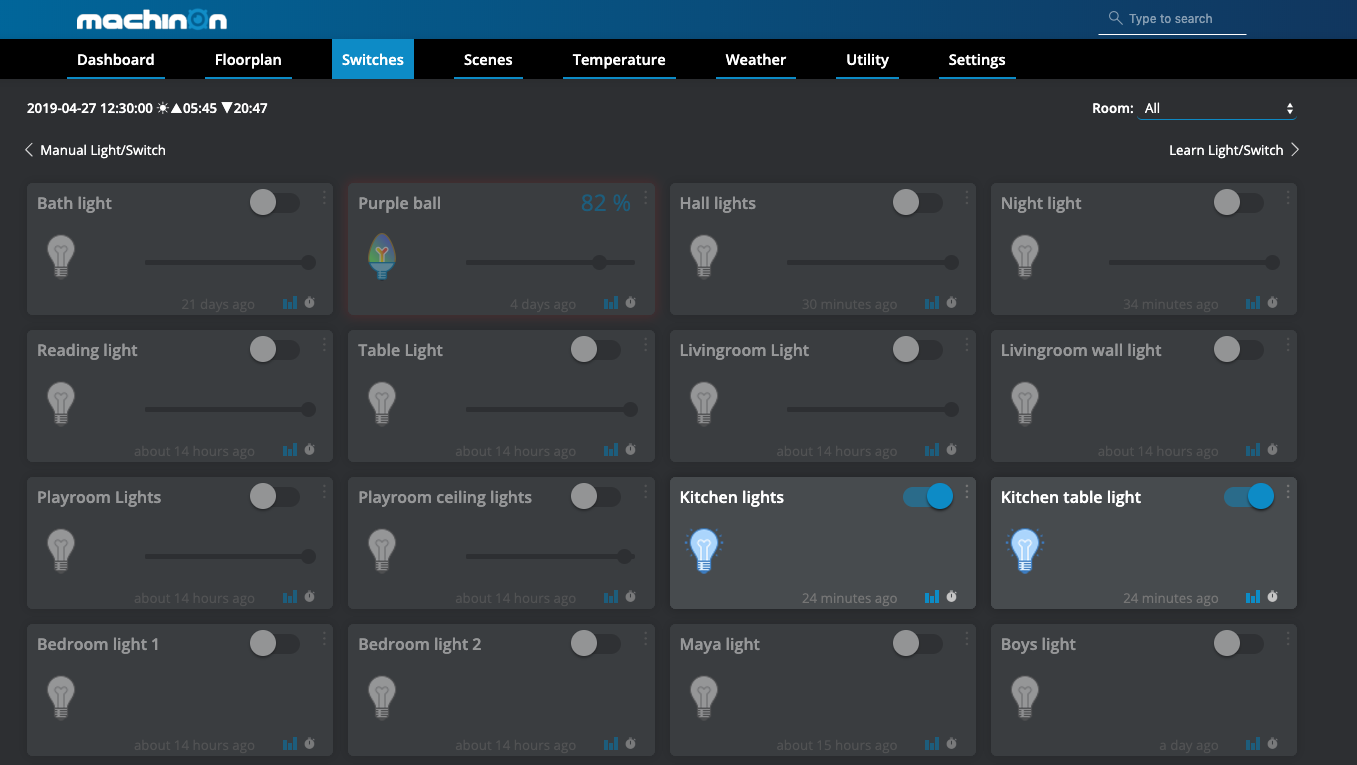 machinon
Type to search
Dashboard Floorplan Switches Scenes Temperature Weather Utility Settings
2019-04-27 12:30:00 ☀▲05:45 ▼20:47
Room: All
Manual Light/Switch
Learn Light/Switch
Bath light
Purple ball 82 %
Hall lights
Night light
21 days ago
4 days ago
30 minutes ago
34 minutes ago
Reading light
Table Light
Livingroom Light
Livingroom wall light
about 14 hours ago
about 14 hours ago
about 14 hours ago
about 14 hours ago
Playroom Lights
Playroom ceiling lights
Kitchen lights
Kitchen table light
about 14 hours ago
about 14 hours ago
24 minutes ago
24 minutes ago
Bedroom light 1
Bedroom light 2
Maya light
Boys light
about 14 hours ago
about 14 hours ago
about 15 hours ago
a day ago